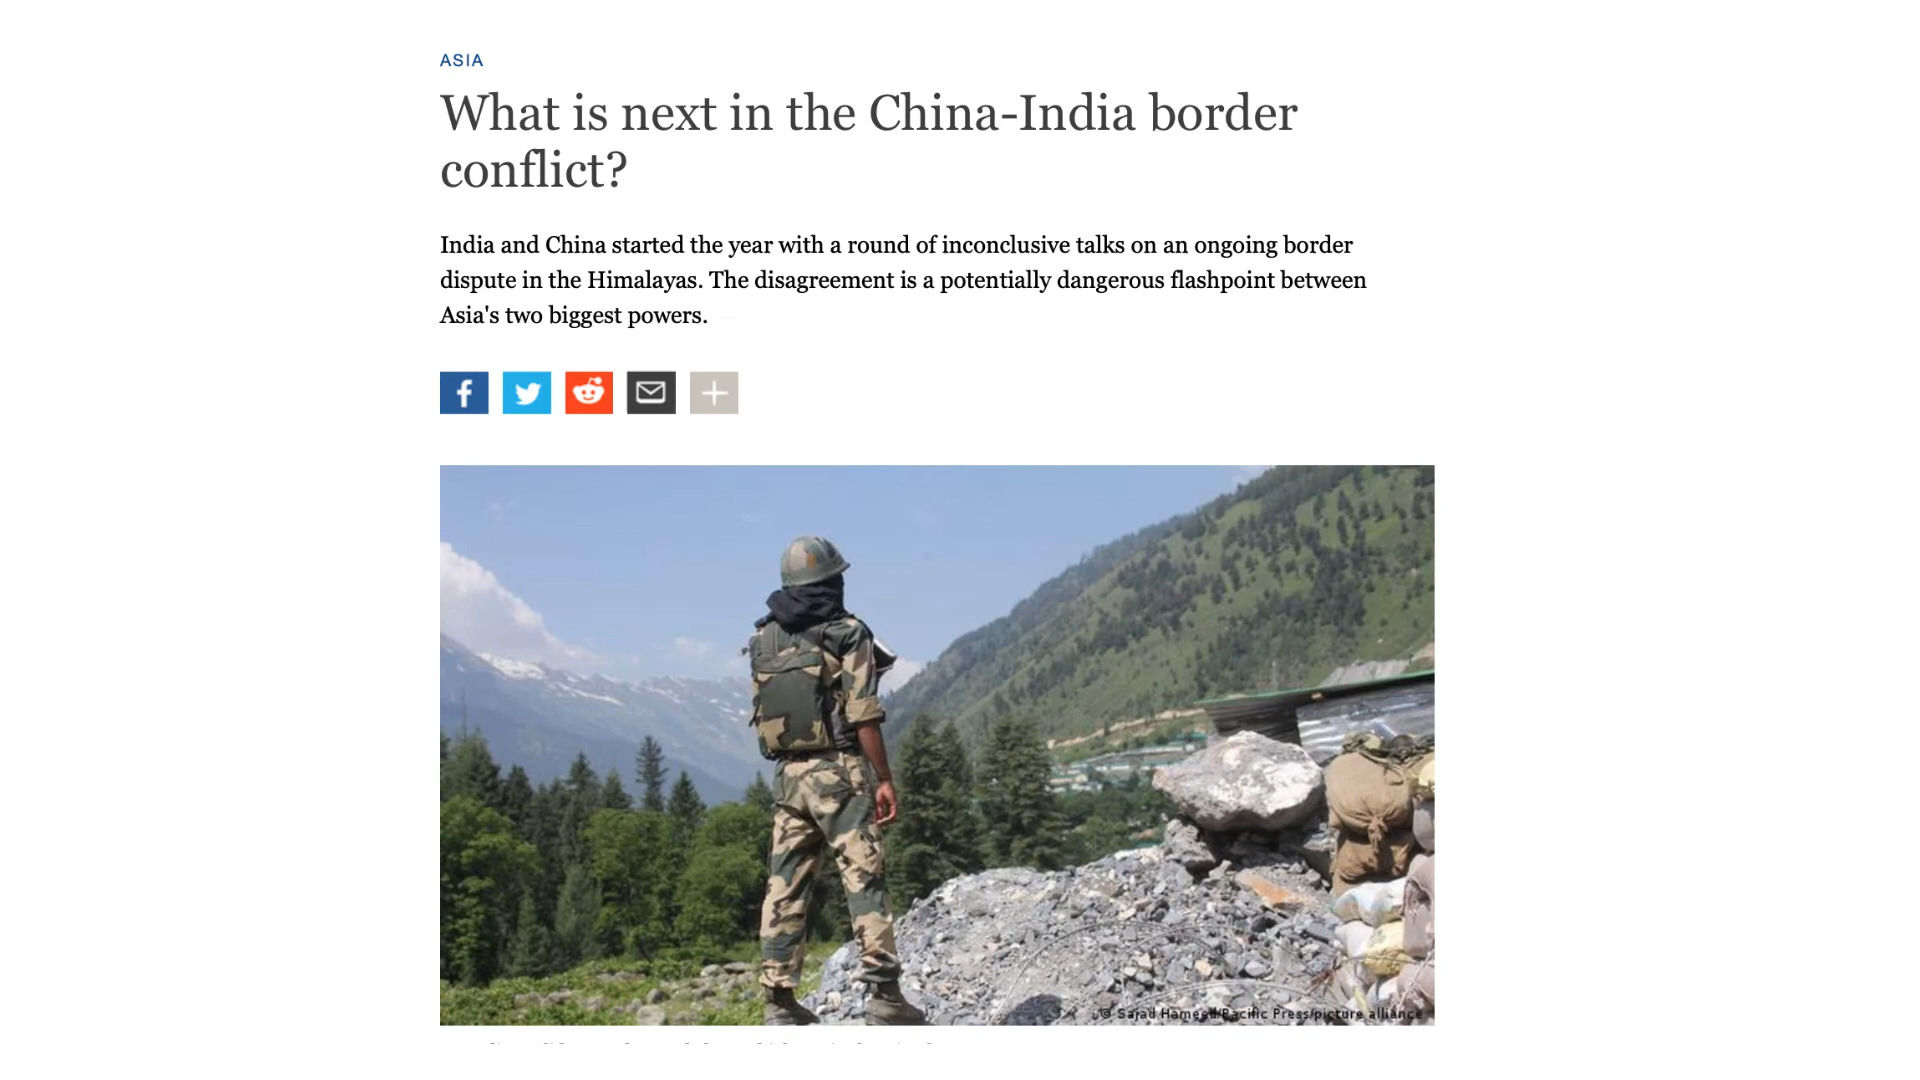 ASIA
What is next in the China-India border
conflict?
India and China started the year with a round of inconclusive talks on an ongoing border
dispute in the Himalayas. The disagreement is a potentially dangerous flashpoint between
Asia's two biggest powers.
© Sajad Hameed/Pacific Press/picture alliance